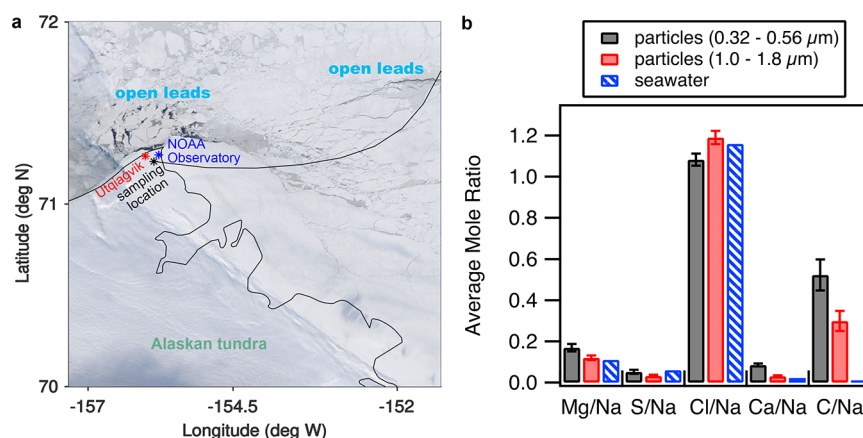 a
72
71
70
Latitude (deg N)
-157
-154.5
-152
Longitude (deg W)
open leads
open leads
NOAA
Observatory
Utqiaġvik
sampling
location
Alaskan tundra
b
particles (0.32 - 0.56 µm)
particles (1.0 - 1.8 µm)
seawater
Average Mole Ratio
1.2
1.0
0.8
0.6
0.4
0.2
0.0
Mg/Na
S/Na
Cl/Na
Ca/Na
C/Na